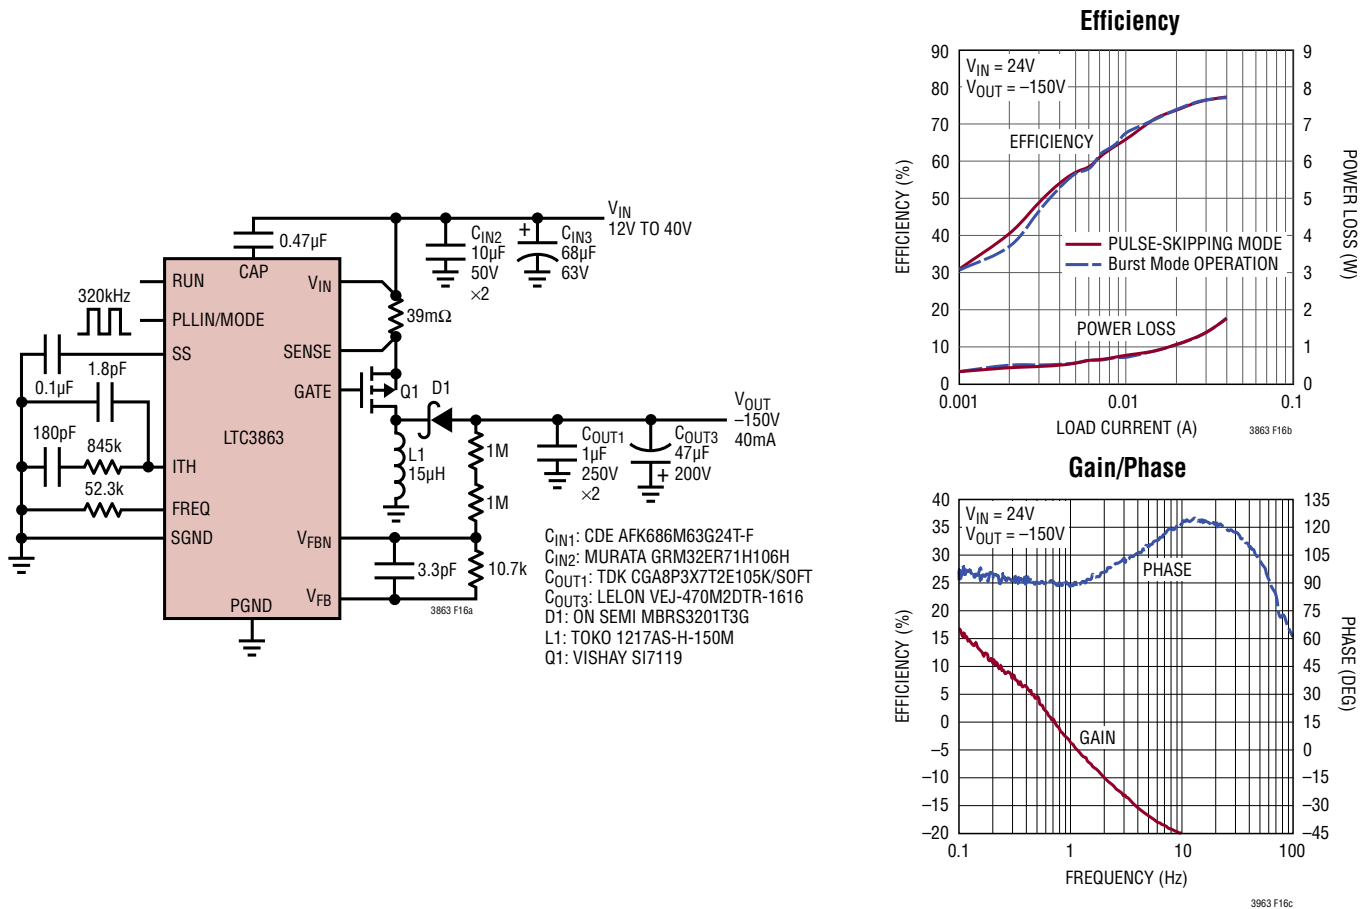 V_IN
12V TO 40V
0.47µF
C_IN2
10µF
50V
×2
+
C_IN3
68µF
63V
CAP
RUN
V_IN
320kHz
PLLIN/MODE
39mΩ
SS
SENSE
0.1µF
1.8pF
GATE
Q1
D1
V_OUT
–150V
40mA
LTC3863
180pF
845k
ITH
L1
15µH
1M
1M
C_OUT1
1µF
250V
×2
C_OUT3
47µF
200V
+
52.3k
FREQ
SGND
V_FBN
3.3pF
10.7k
V_FB
PGND
3863 F16a
C_IN1: CDE AFK686M63G24T-F
C_IN2: MURATA GRM32ER71H106H
C_OUT1: TDK CGA8P3X7T2E105K/SOFT
C_OUT3: LELON VEJ-470M2DTR-1616
D1: ON SEMI MBRS3201T3G
L1: TOKO 1217AS-H-150M
Q1: VISHAY SI7119
Efficiency
V_IN = 24V
V_OUT = –150V
EFFICIENCY
PULSE-SKIPPING MODE
Burst Mode OPERATION
POWER LOSS
EFFICIENCY (%)
90
80
70
60
50
40
30
20
10
0
POWER LOSS (W)
9
8
7
6
5
4
3
2
1
0
0.001
0.01
0.1
LOAD CURRENT (A)
3863 F16b
Gain/Phase
V_IN = 24V
V_OUT = –150V
PHASE
GAIN
EFFICIENCY (%)
40
35
30
25
20
15
10
5
0
–5
–10
–15
–20
PHASE (DEG)
135
120
105
90
75
60
45
30
15
0
–15
–30
–45
0.1
1
10
100
FREQUENCY (Hz)
3963 F16c